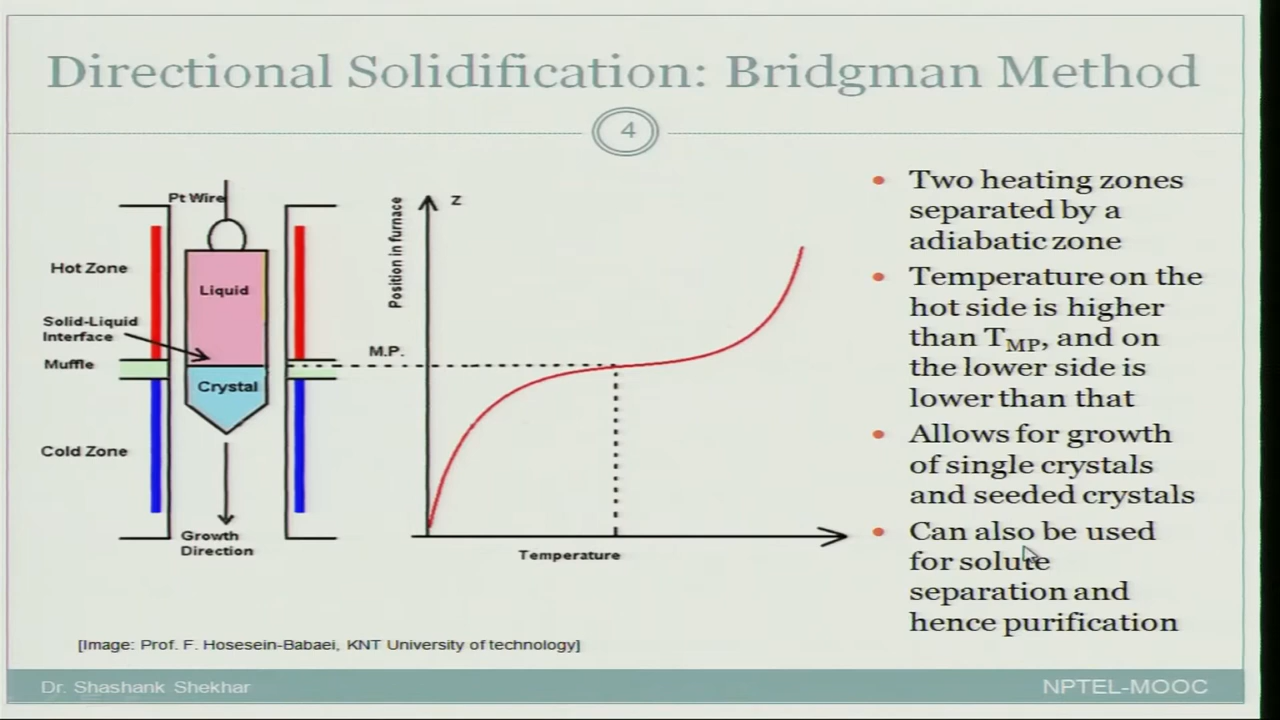 Directional Solidification: Bridgman Method
4
Pt Wire
Hot Zone
Liquid
Solid-Liquid
Interface
Muffle
Crystal
Cold Zone
Growth
Direction
Position in furnace
Z
M.P.
Temperature
• Two heating zones
separated by a
adiabatic zone
• Temperature on the
hot side is higher
than TMP, and on
the lower side is
lower than that
• Allows for growth
of single crystals
and seeded crystals
• Can also be used
for solute
separation and
hence purification
[Image: Prof. F. Hosesein-Babaei, KNT University of technology]
Dr. Shashank Shekhar
NPTEL-MOOC